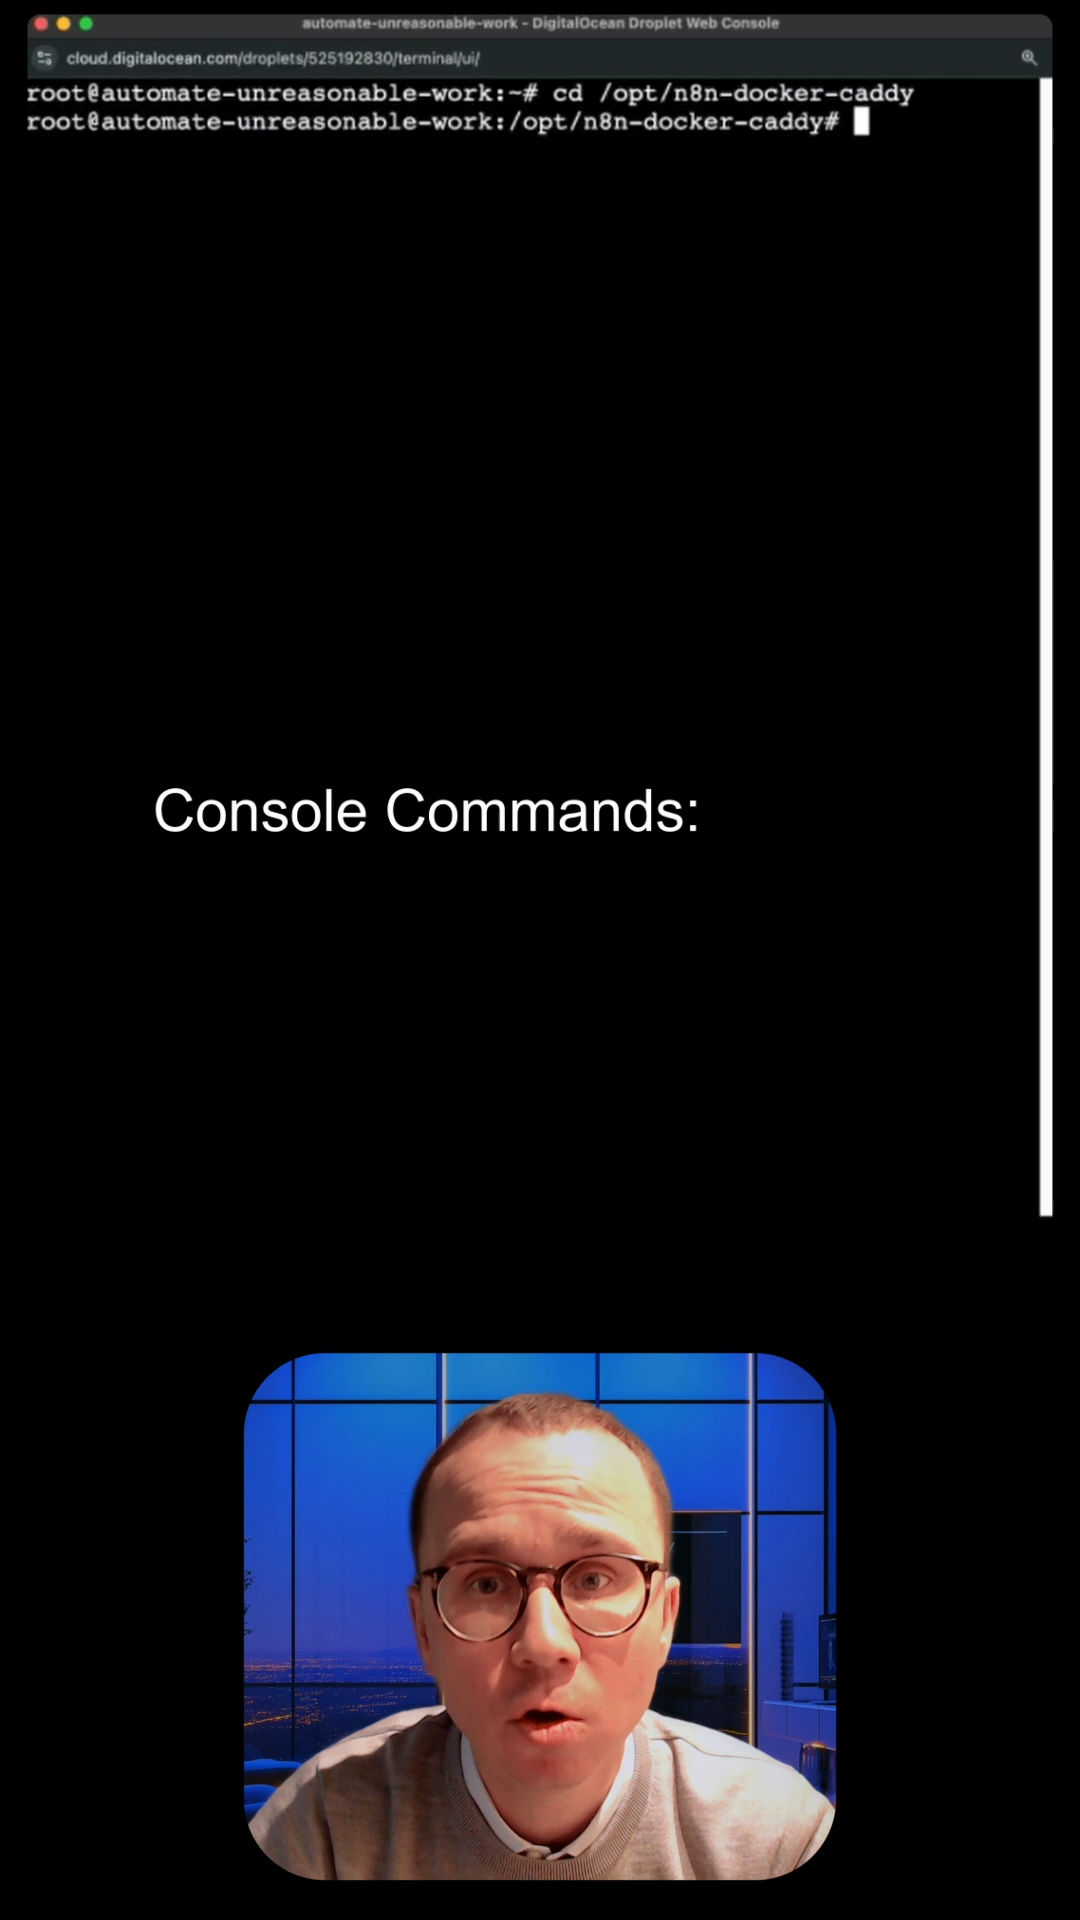 automate-unreasonable-work - DigitalOcean Droplet Web Console
cloud.digitalocean.com/droplets/525192830/terminal/ui/
root@automate-unreasonable-work:~# cd /opt/n8n-docker-caddy
root@automate-unreasonable-work:/opt/n8n-docker-caddy#
Console Commands: